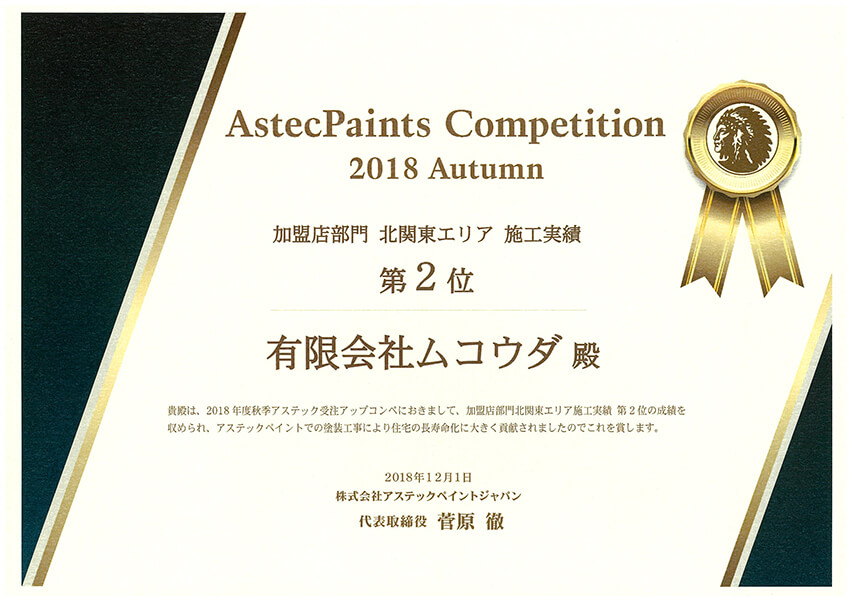 AstecPaints Competition
2018 Autumn
加盟店部門 北関東エリア 施工実績
第2位
有限会社ムコウダ 殿
貴殿は、2018年度秋季アステック受注アップコンペにおきまして、加盟店部門北関東エリア施工実績 第2位の成績を
収められ、アステックペイントでの塗装工事により住宅の長寿命化に大きく貢献されましたのでこれを賞します。
2018年12月1日
株式会社アステックペイントジャパン
代表取締役 菅原 徹